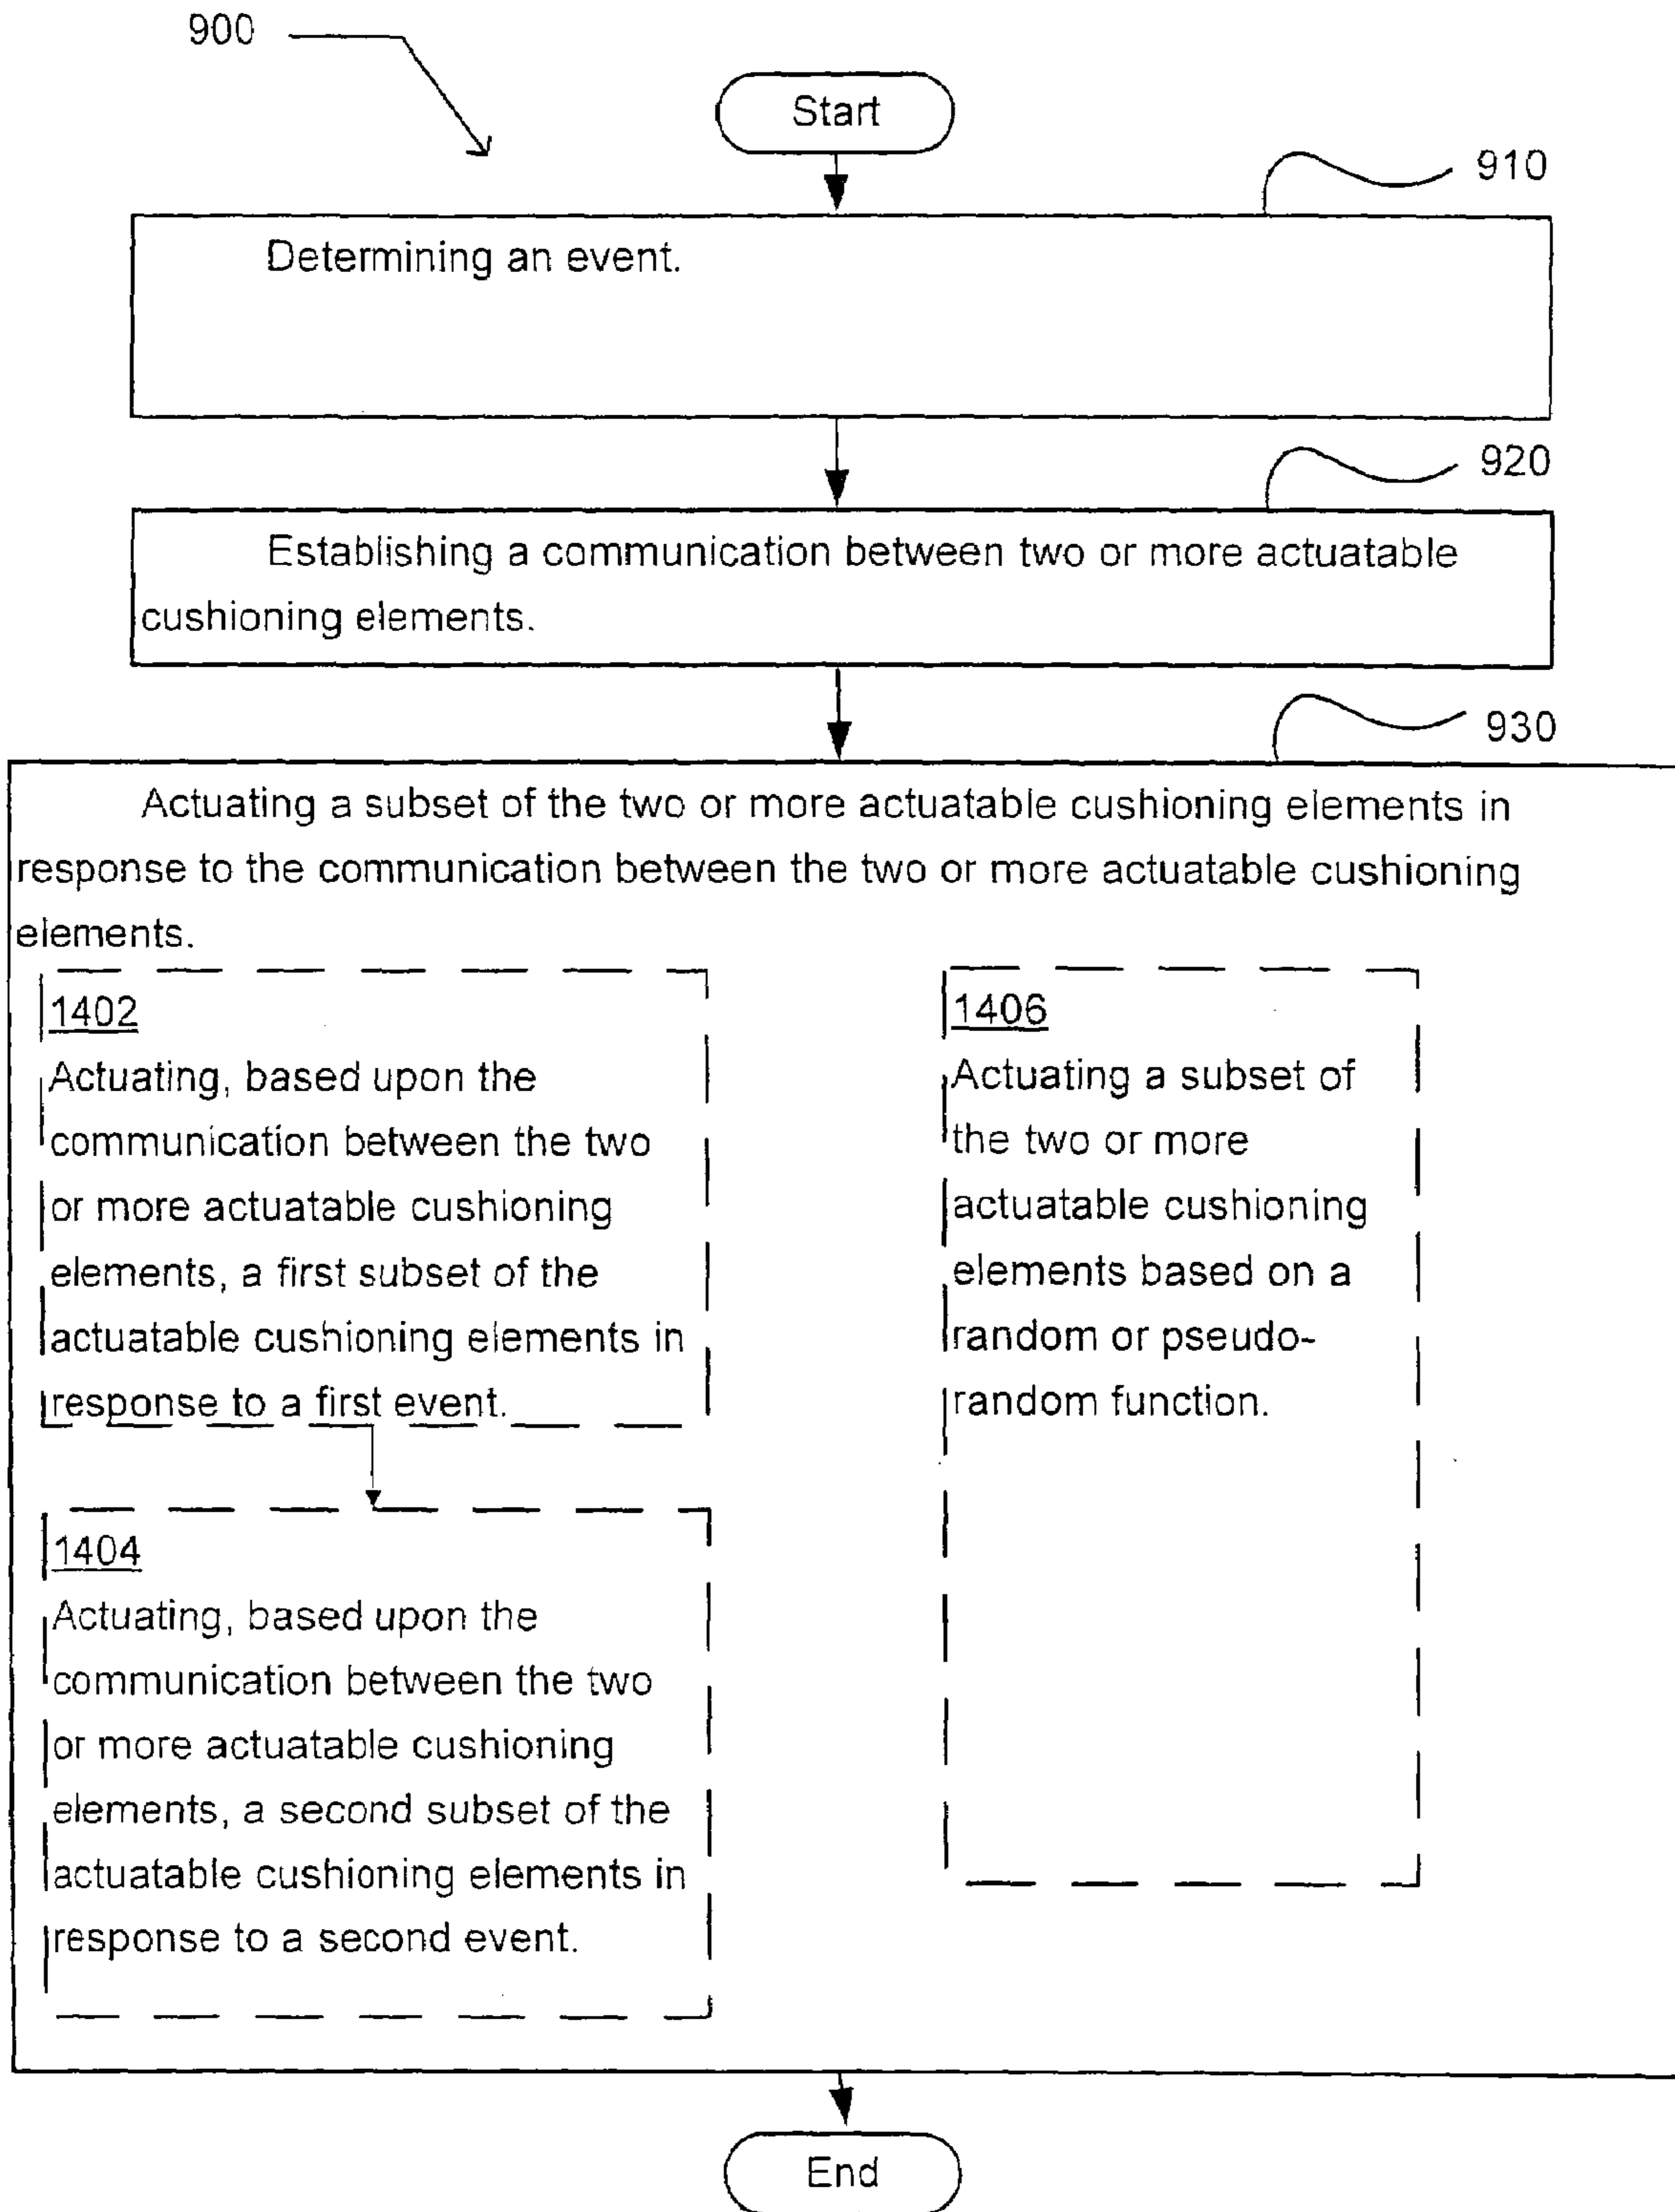 900
Start
910
Determining an event.
920
Establishing a communication between two or more actuatable
cushioning elements.
930
Actuating a subset of the two or more actuatable cushioning elements in
response to the communication between the two or more actuatable cushioning
elements.
1402
Actuating, based upon the
communication between the two
or more actuatable cushioning
elements, a first subset of the
actuatable cushioning elements in
response to a first event.
1404
Actuating, based upon the
communication between the two
or more actuatable cushioning
elements, a second subset of the
actuatable cushioning elements in
response to a second event.
1406
Actuating a subset of
the two or more
actuatable cushioning
elements based on a
random or pseudo-
random function.
End